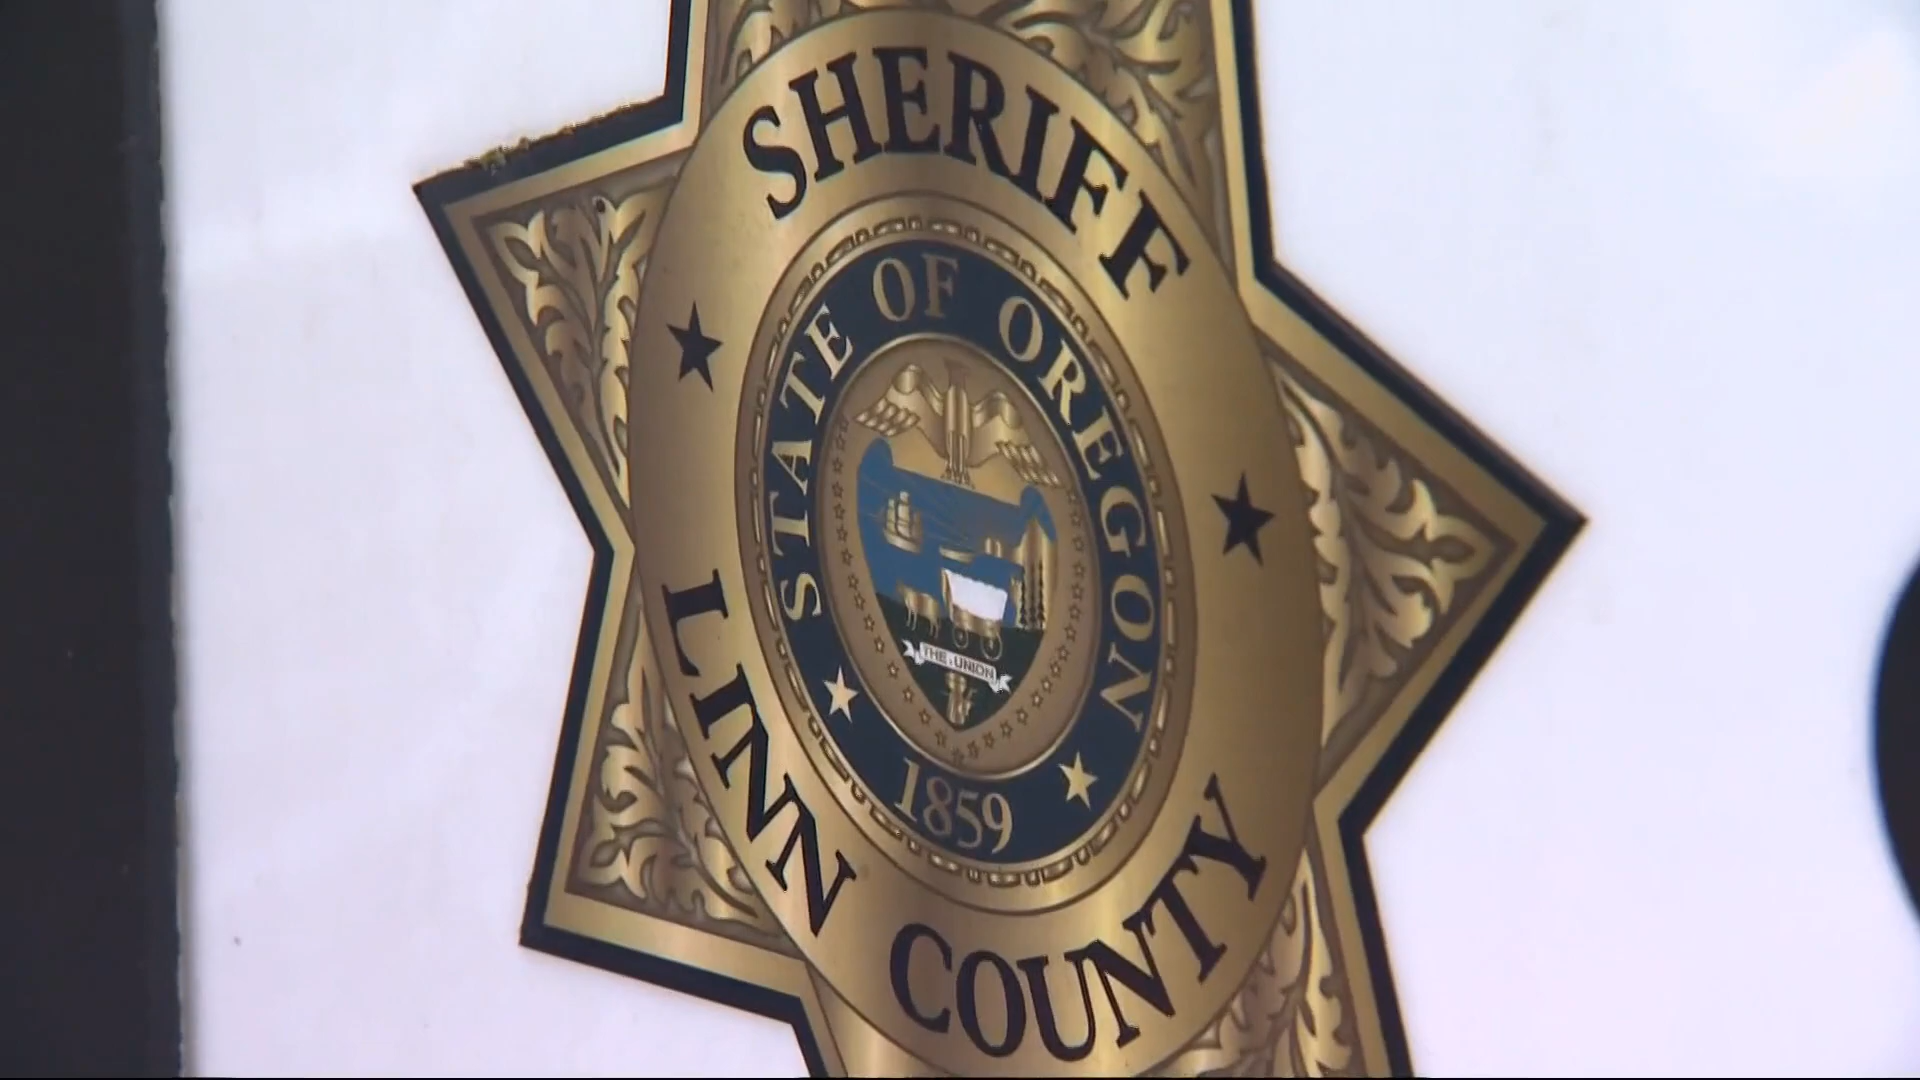 SHERIFF
STATE OF OREGON
THE UNION
1859
LINN COUNTY